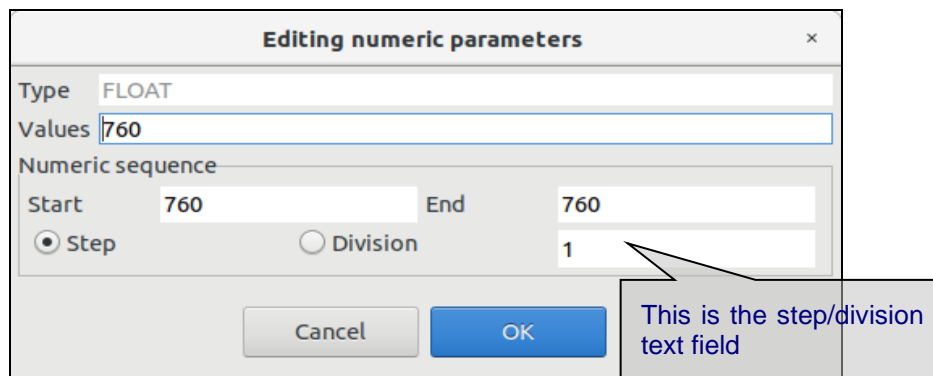 Editing numeric parameters ×
Type FLOAT
Values 760
Numeric sequence
Start 760 End 760
Step Division 1
Cancel OK
This is the step/division
text field